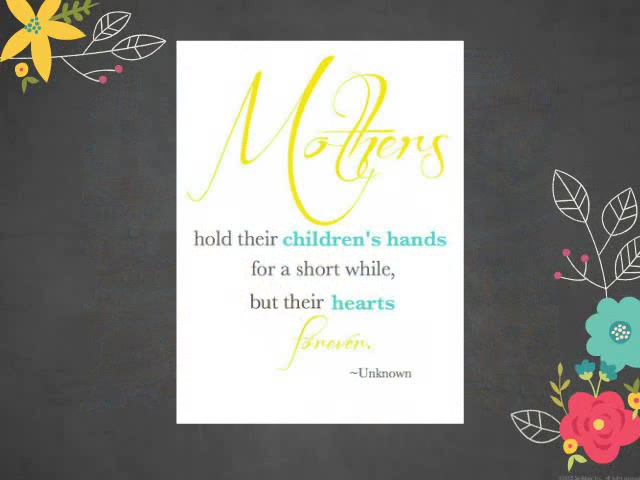 Mothers
hold their children's hands
for a short while,
but their hearts
forever.
~Unknown